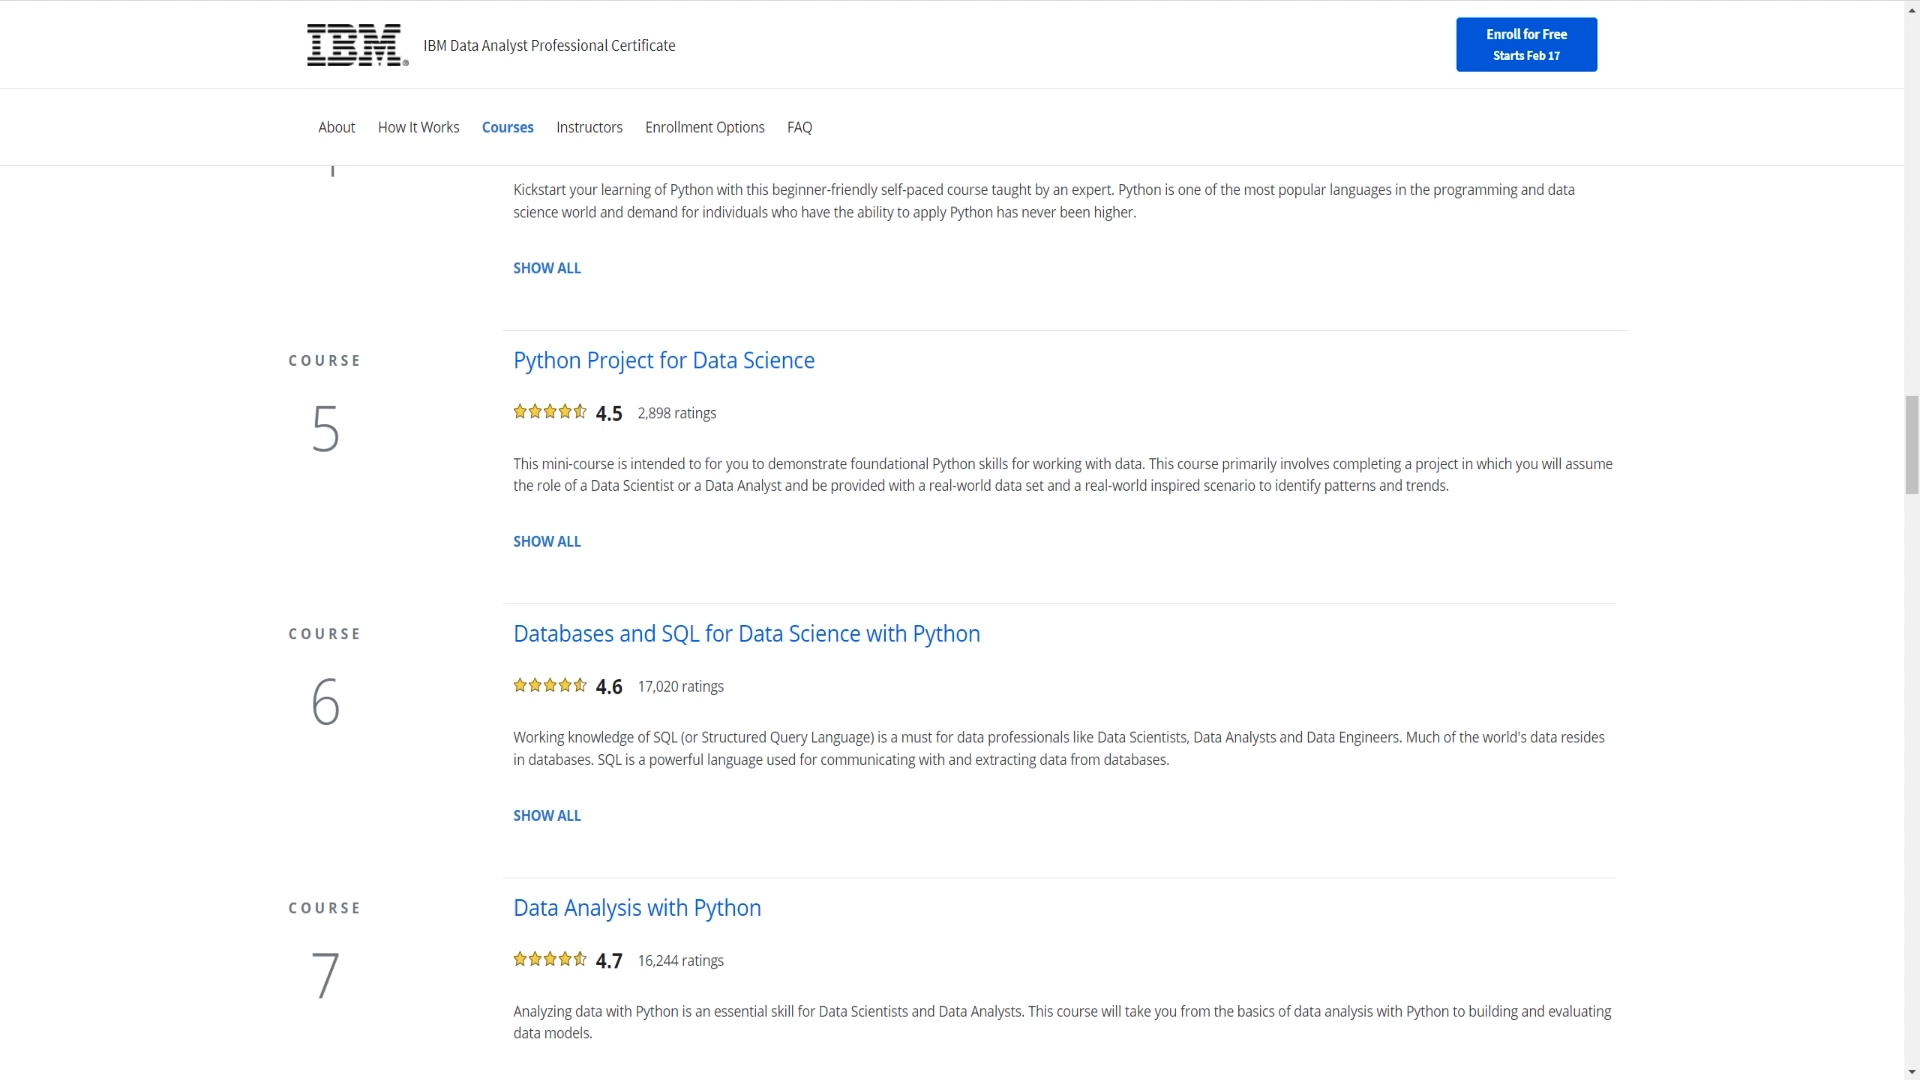 IBM
IBM Data Analyst Professional Certificate
Enroll for Free
Starts Feb 17
About How It Works Courses Instructors Enrollment Options FAQ
Kickstart your learning of Python with this beginner-friendly self-paced course taught by an expert. Python is one of the most popular languages in the programming and data
science world and demand for individuals who have the ability to apply Python has never been higher.
SHOW ALL
COURSE
5
Python Project for Data Science
4.5 2,898 ratings
This mini-course is intended to for you to demonstrate foundational Python skills for working with data. This course primarily involves completing a project in which you will assume
the role of a Data Scientist or a Data Analyst and be provided with a real-world data set and a real-world inspired scenario to identify patterns and trends.
SHOW ALL
COURSE
6
Databases and SQL for Data Science with Python
4.6 17,020 ratings
Working knowledge of SQL (or Structured Query Language) is a must for data professionals like Data Scientists, Data Analysts and Data Engineers. Much of the world's data resides
in databases. SQL is a powerful language used for communicating with and extracting data from databases.
SHOW ALL
COURSE
7
Data Analysis with Python
4.7 16,244 ratings
Analyzing data with Python is an essential skill for Data Scientists and Data Analysts. This course will take you from the basics of data analysis with Python to building and evaluating
data models.